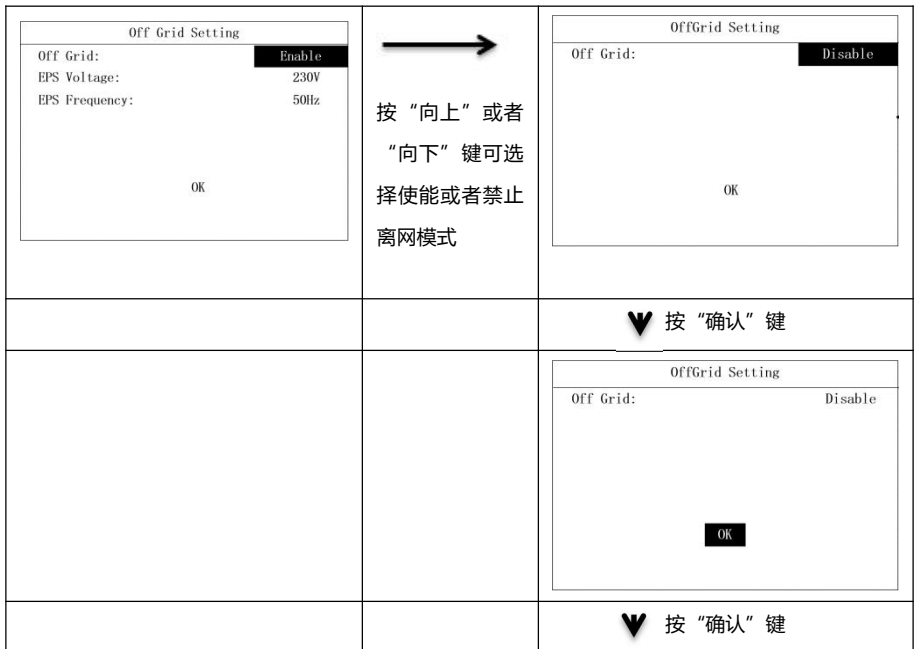 Off Grid Setting
Off Grid: Enable
EPS Voltage: 230V
EPS Frequency: 50Hz
OK
按“向上”或者
“向下”键可选
择使能或者禁止
离网模式
OffGrid Setting
Off Grid: Disable
OK
按“确认”键
OffGrid Setting
Off Grid: Disable
OK
按“确认”键